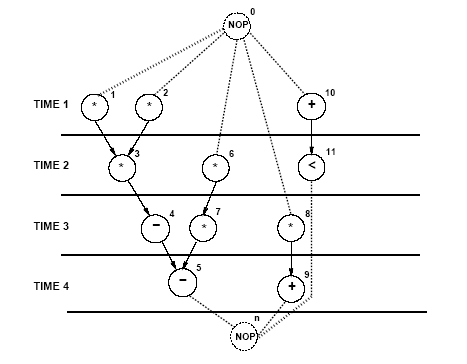 0
NOP
TIME 1 * 1 * 2 + 10
TIME 2 * 3 * 6 < 11
TIME 3 − 4 * 7 * 8
TIME 4 − 5 + 9
n
NOP